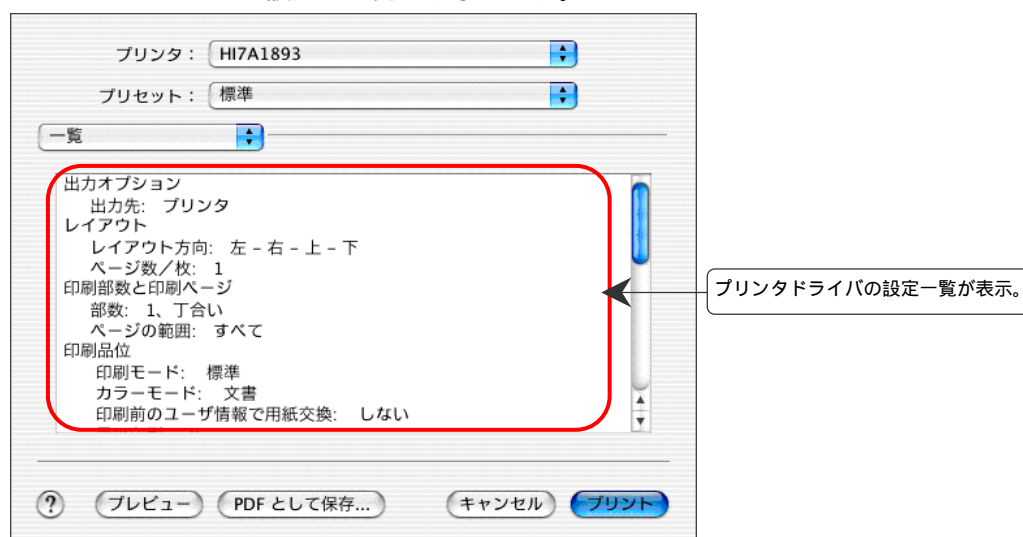 プリンタ： HI7A1893
プリセット： 標準
一覧
出力オプション
出力先: プリンタ
レイアウト
レイアウト方向: 左 – 右 – 上 – 下
ページ数／枚: 1
印刷部数と印刷ページ
部数: 1、丁合い
ページの範囲: すべて
印刷品位
印刷モード: 標準
カラーモード: 文書
印刷前のユーザ情報で用紙交換: しない
プリンタドライバの設定一覧が表示。
? プレビュー PDF として保存... キャンセル プリント